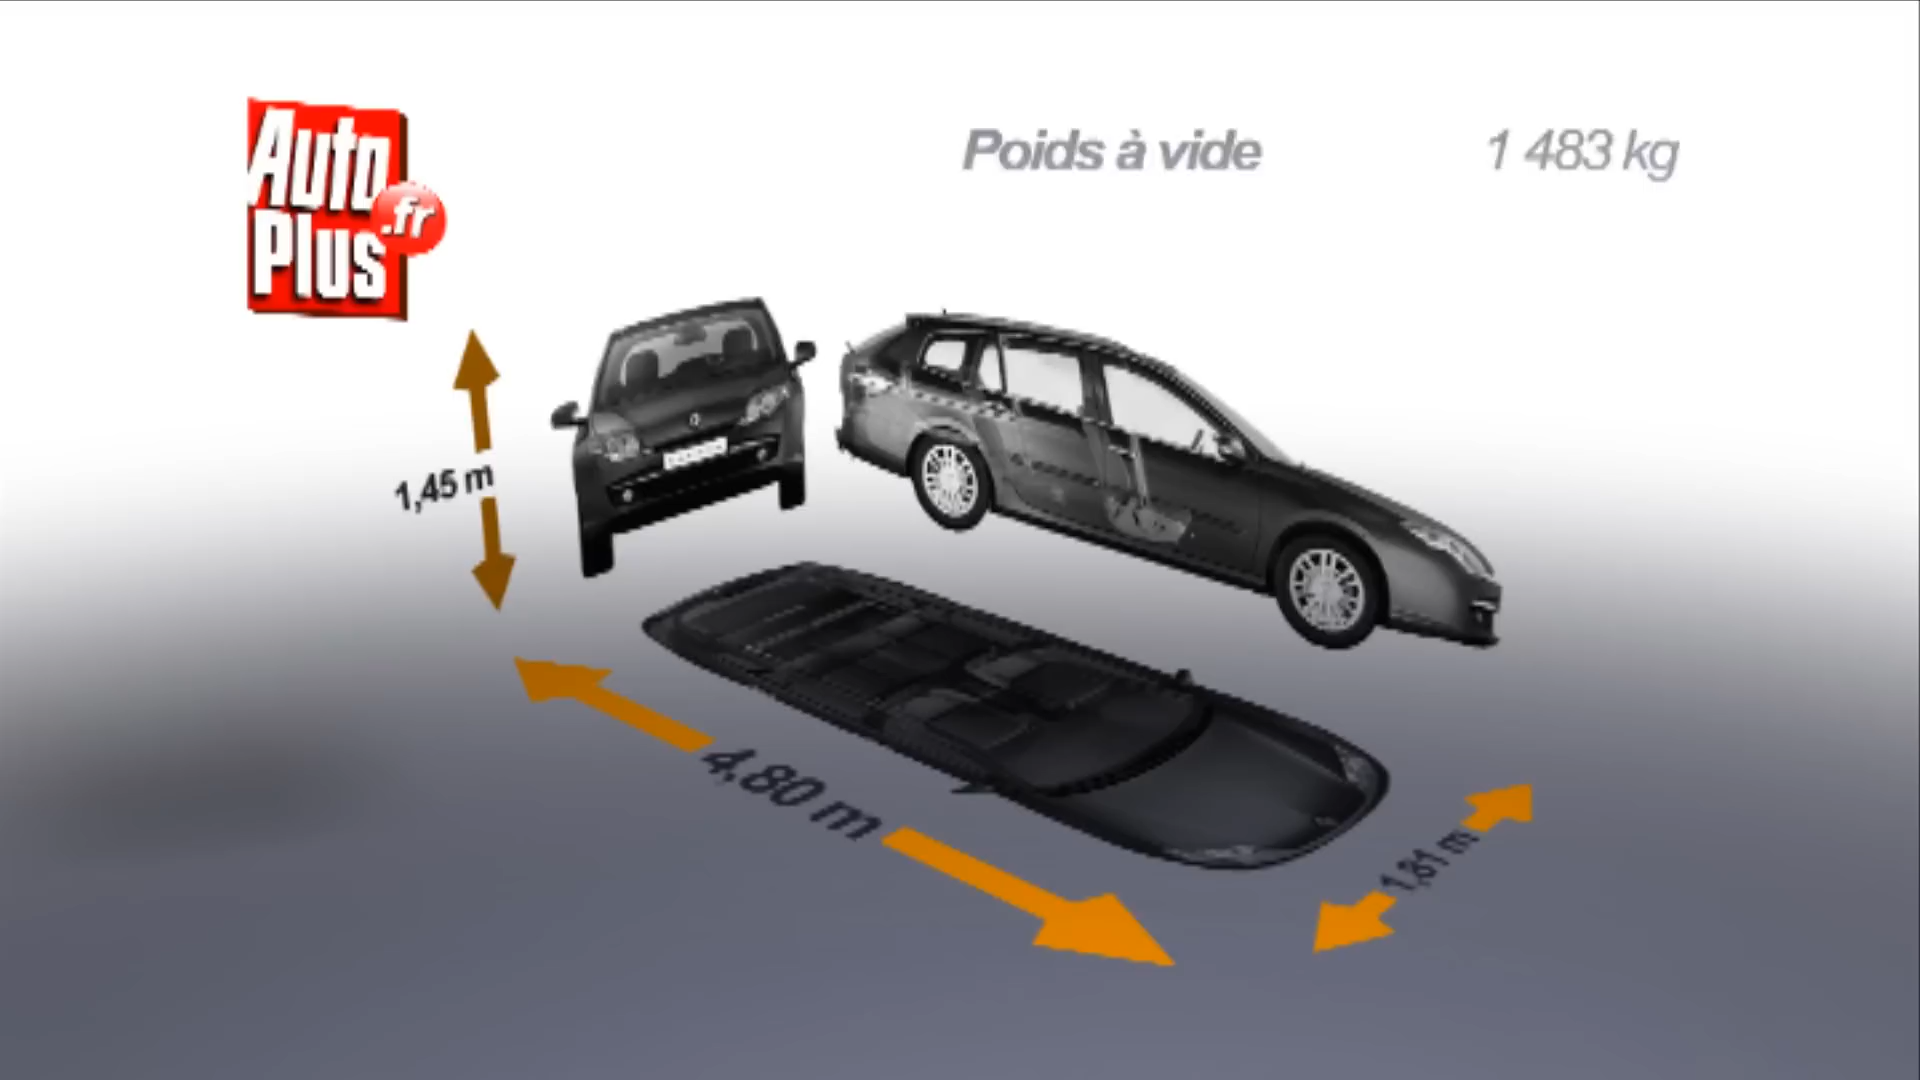 Auto
Plus
.fr
Poids à vide 1 483 kg
1,45 m
4,80 m
1,81 m